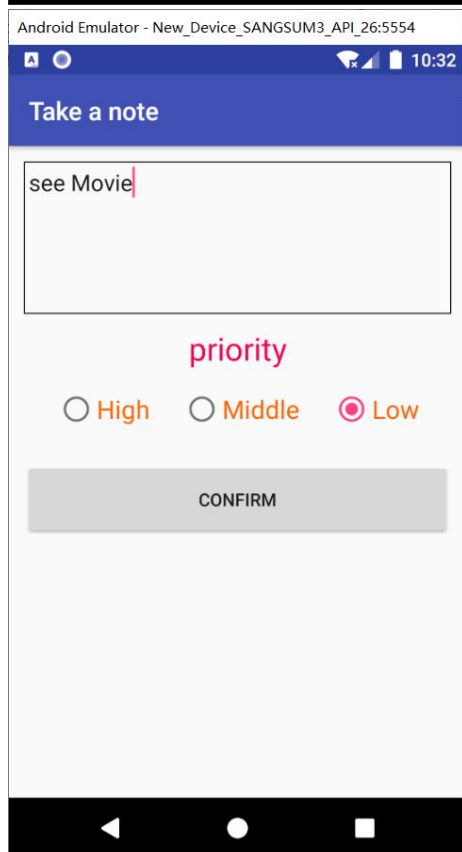 Android Emulator - New_Device_SANGSUM3_API_26:5554
A 10:32
Take a note
see Movie
priority
High Middle Low
CONFIRM